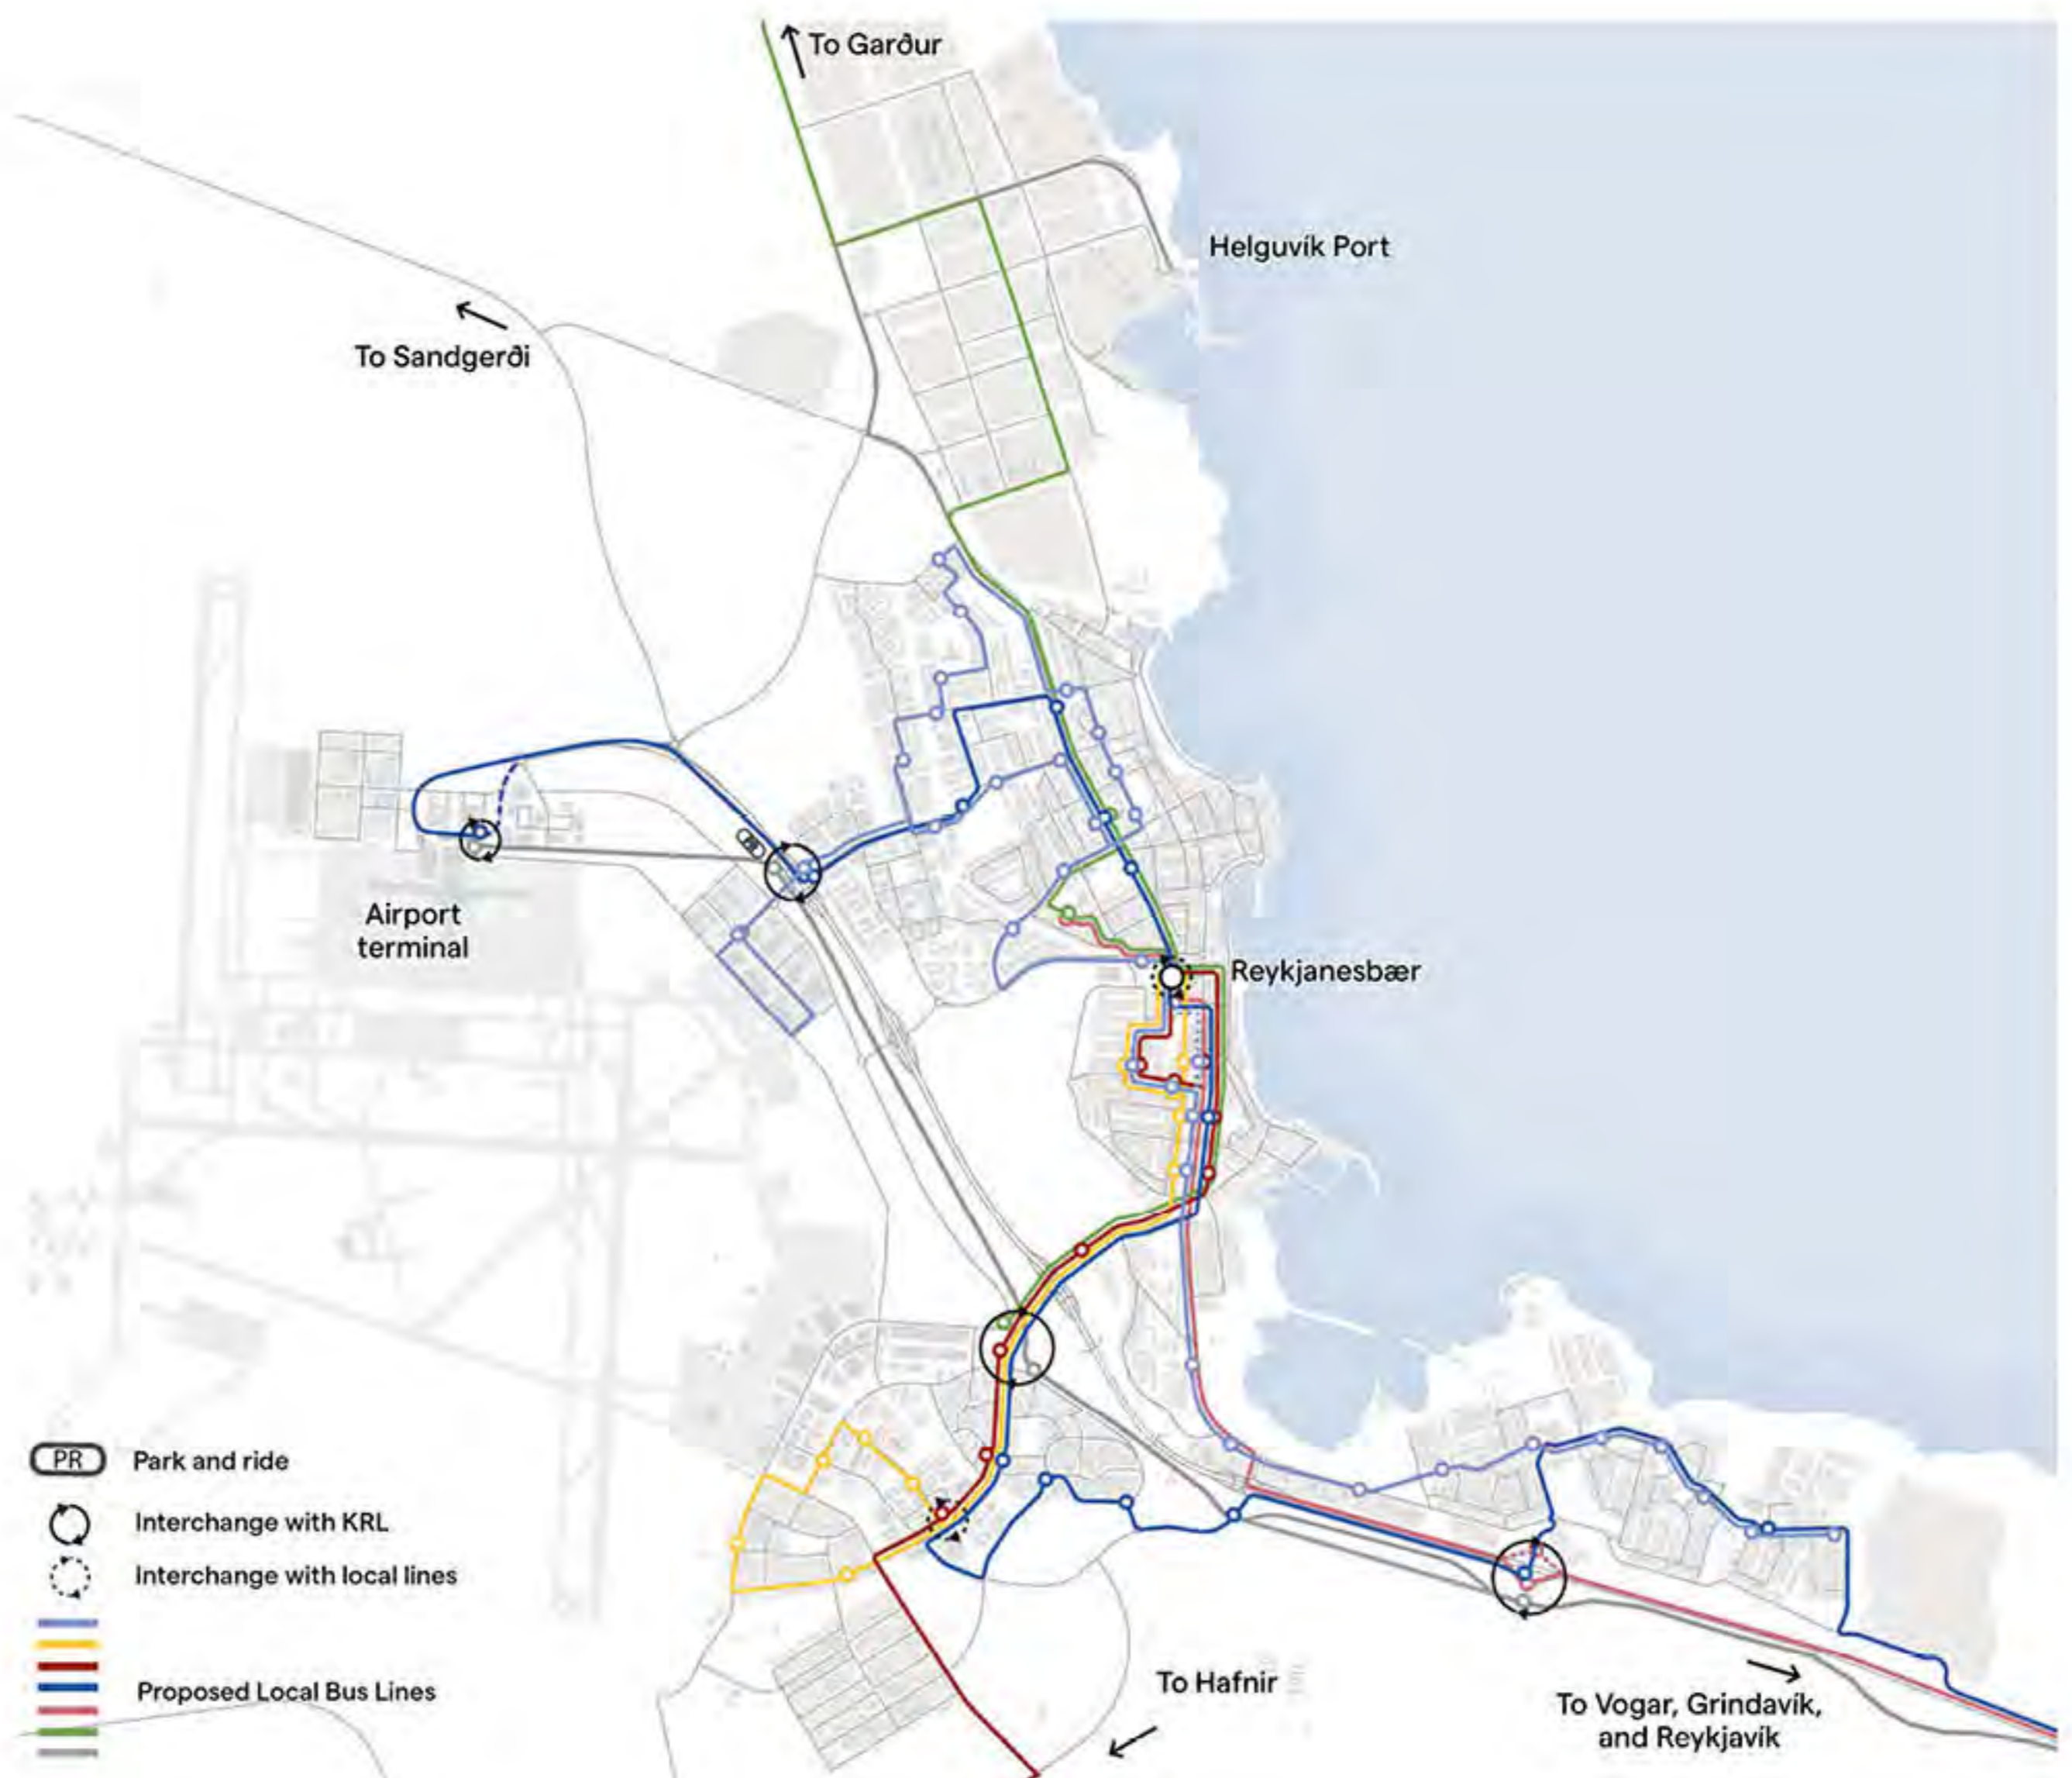 To Garður
Helguvík Port
To Sandgerði
PR
Airport
terminal
Reykjanesbær
PR
Park and ride
Interchange with KRL
Interchange with local lines
Proposed Local Bus Lines
To Hafnir
To Vogar, Grindavík,
and Reykjavík